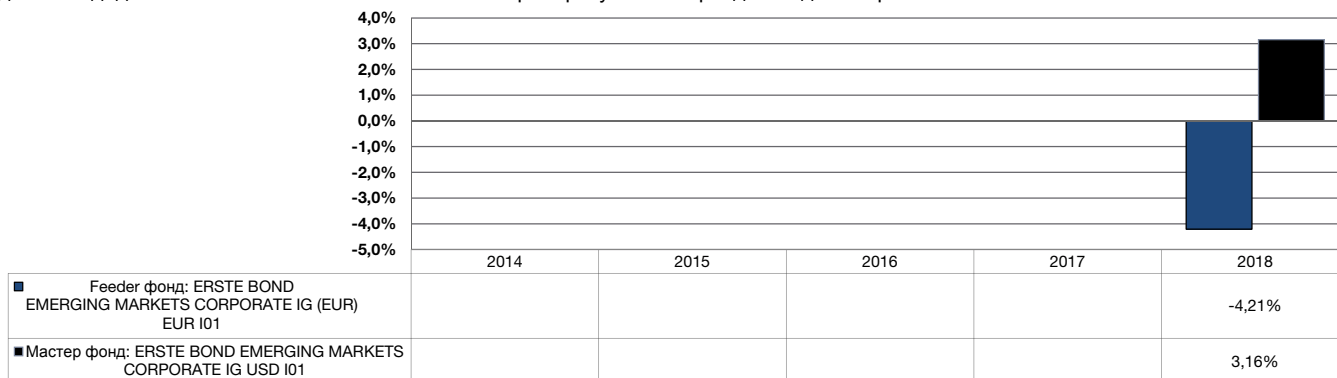 4,0%
3,0%
2,0%
1,0%
0,0%
-1,0%
-2,0%
-3,0%
-4,0%
-5,0%
2014 2015 2016 2017 2018
Feeder фонд: ERSTE BOND
EMERGING MARKETS CORPORATE IG (EUR)
EUR I01
-4,21%
Мастер фонд: ERSTE BOND EMERGING MARKETS
CORPORATE IG USD I01
3,16%